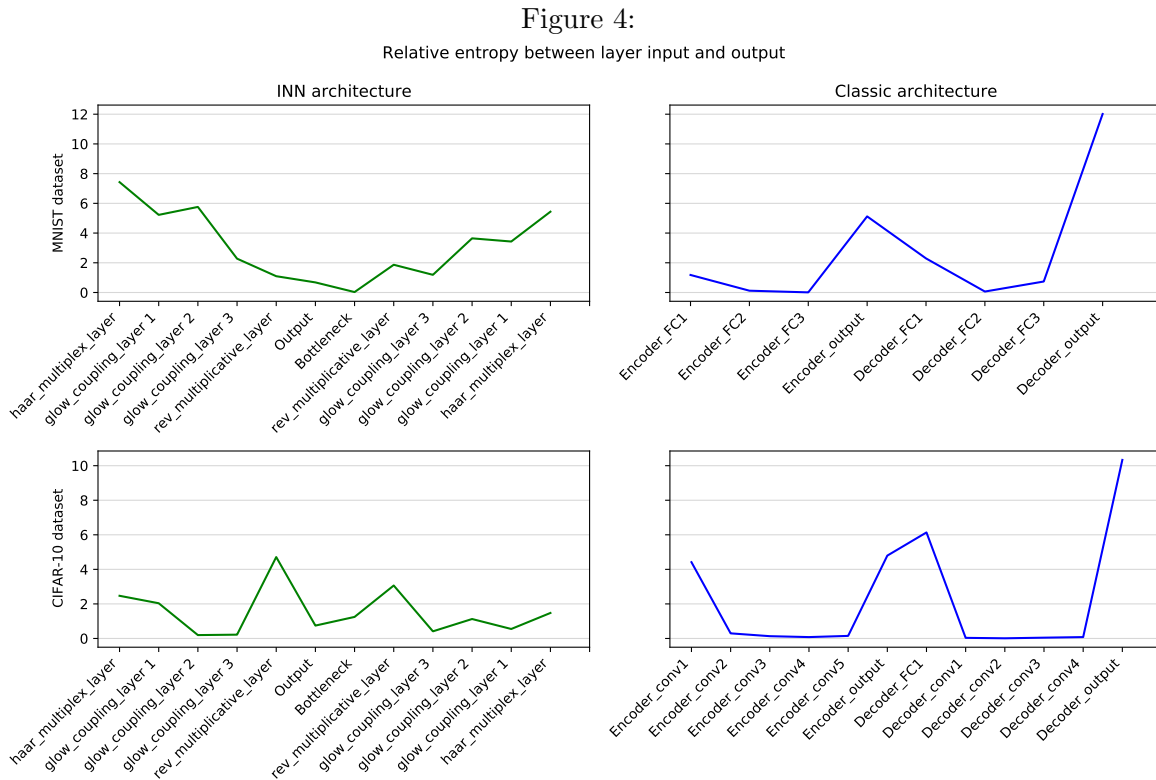 Figure 4:
Relative entropy between layer input and output
INN architecture
Classic architecture
MNIST dataset
12
10
8
6
4
2
0
haar_multiplex_layer
glow_coupling_layer 1
glow_coupling_layer 2
glow_coupling_layer 3
rev_multiplicative_layer
Output
Bottleneck
rev_multiplicative_layer
glow_coupling_layer 3
glow_coupling_layer 2
glow_coupling_layer 1
haar_multiplex_layer
Encoder_FC1
Encoder_FC2
Encoder_FC3
Encoder_output
Decoder_FC1
Decoder_FC2
Decoder_FC3
Decoder_output
CIFAR-10 dataset
10
8
6
4
2
0
haar_multiplex_layer
glow_coupling_layer 1
glow_coupling_layer 2
glow_coupling_layer 3
rev_multiplicative_layer
Output
Bottleneck
rev_multiplicative_layer
glow_coupling_layer 3
glow_coupling_layer 2
glow_coupling_layer 1
haar_multiplex_layer
Encoder_conv1
Encoder_conv2
Encoder_conv3
Encoder_conv4
Encoder_conv5
Encoder_output
Decoder_FC1
Decoder_conv1
Decoder_conv2
Decoder_conv3
Decoder_conv4
Decoder_output